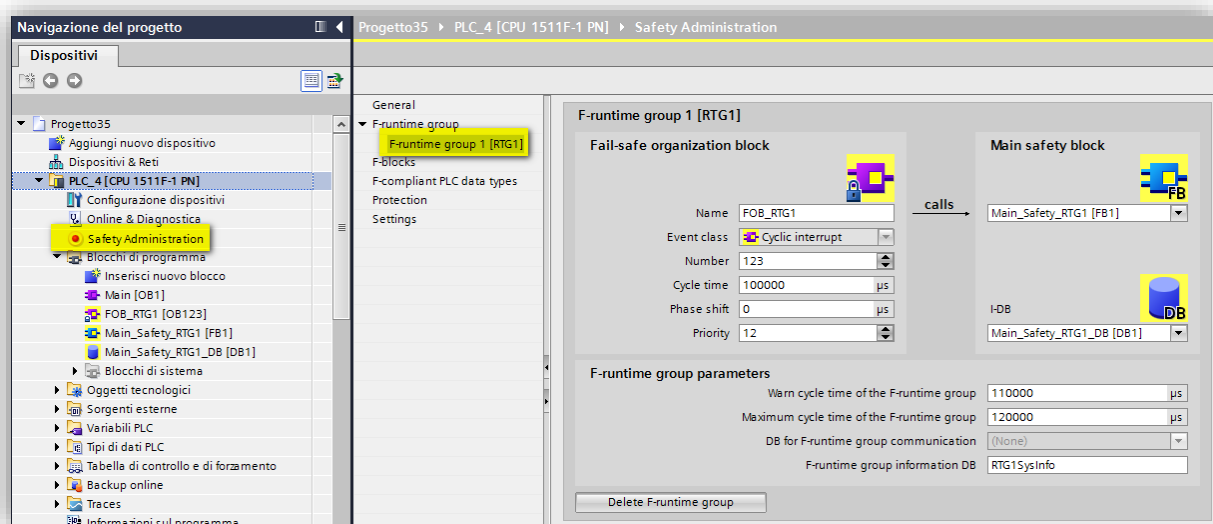 Navigazione del progetto
Progetto35 PLC_4 [CPU 1511F-1 PN] Safety Administration
Dispositivi
General
F-runtime group
F-runtime group 1 [RTG1]
F-blocks
F-compliant PLC data types
Protection
Settings
Progetto35
Aggiungi nuovo dispositivo
Dispositivi & Reti
PLC_4 [CPU 1511F-1 PN]
Configurazione dispositivi
Online & Diagnostica
Safety Administration
Blocchi di programma
Inserisci nuovo blocco
Main [OB1]
FOB_RTG1 [OB123]
Main_Safety_RTG1 [FB1]
Main_Safety_RTG1_DB [DB1]
Blocchi di sistema
Oggetti tecnologici
Sorgenti esterne
Variabili PLC
Tipi di dati PLC
Tabella di controllo e di forzamento
Backup online
Traces
Informazioni sul programma
F-runtime group 1 [RTG1]
Fail-safe organization block
Name FOB_RTG1
Event class Cyclic interrupt
Number 123
Cycle time 100000 µs
Phase shift 0 µs
Priority 12
calls
Main safety block
FB
Main_Safety_RTG1 [FB1]
DB
I-DB
Main_Safety_RTG1_DB [DB1]
F-runtime group parameters
Warn cycle time of the F-runtime group 110000 µs
Maximum cycle time of the F-runtime group 120000 µs
DB for F-runtime group communication (None)
F-runtime group information DB RTG1SysInfo
Delete F-runtime group